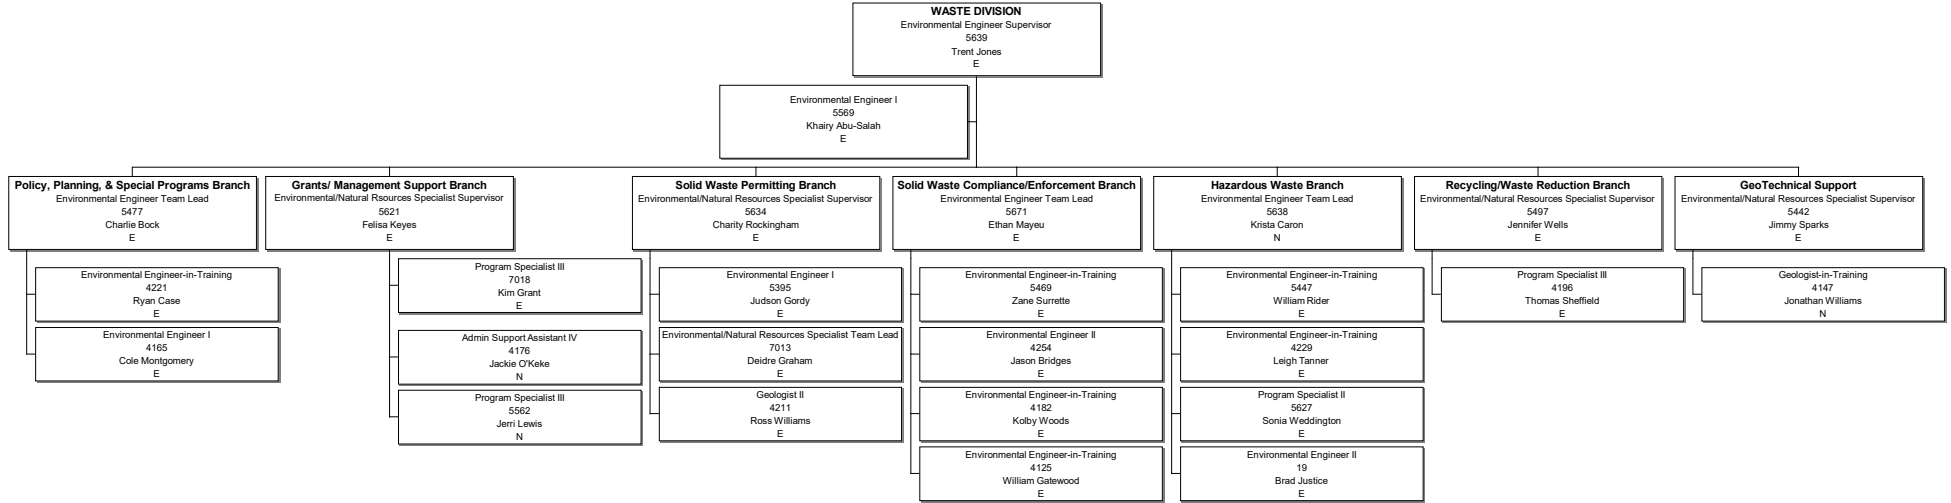 WASTE DIVISION
Environmental Engineer Supervisor
5639
Trent Jones
E
Environmental Engineer I
5569
Khairy Abu-Salah
E
Policy, Planning, & Special Programs Branch
Environmental Engineer Team Lead
5477
Charlie Bock
E
Environmental Engineer-in-Training
4221
Ryan Case
E
Environmental Engineer I
4165
Cole Montgomery
E
Grants/ Management Support Branch
Environmental/Natural Rsources Specialist Supervisor
5621
Felisa Keyes
E
Program Specialist III
7018
Kim Grant
E
Admin Support Assistant IV
4176
Jackie O'Keke
N
Program Specialist III
5562
Jerri Lewis
N
Solid Waste Permitting Branch
Environmental/Natural Resources Specialist Supervisor
5634
Charity Rockingham
E
Environmental Engineer I
5395
Judson Gordy
E
Environmental/Natural Resources Specialist Team Lead
7013
Deidre Graham
E
Geologist II
4211
Ross Williams
E
Solid Waste Compliance/Enforcement Branch
Environmental Engineer Team Lead
5671
Ethan Mayeu
E
Environmental Engineer-in-Training
5469
Zane Surrette
E
Environmental Engineer II
4254
Jason Bridges
E
Environmental Engineer-in-Training
4182
Kolby Woods
E
Environmental Engineer-in-Training
4125
William Gatewood
E
Hazardous Waste Branch
Environmental Engineer Team Lead
5638
Krista Caron
N
Environmental Engineer-in-Training
5447
William Rider
E
Environmental Engineer-in-Training
4229
Leigh Tanner
E
Program Specialist II
5627
Sonia Weddington
E
Environmental Engineer II
19
Brad Justice
E
Recycling/Waste Reduction Branch
Environmental/Natural Resources Specialist Supervisor
5497
Jennifer Wells
E
Program Specialist III
4196
Thomas Sheffield
E
GeoTechnical Support
Environmental/Natural Resources Specialist Supervisor
5442
Jimmy Sparks
E
Geologist-in-Training
4147
Jonathan Williams
N